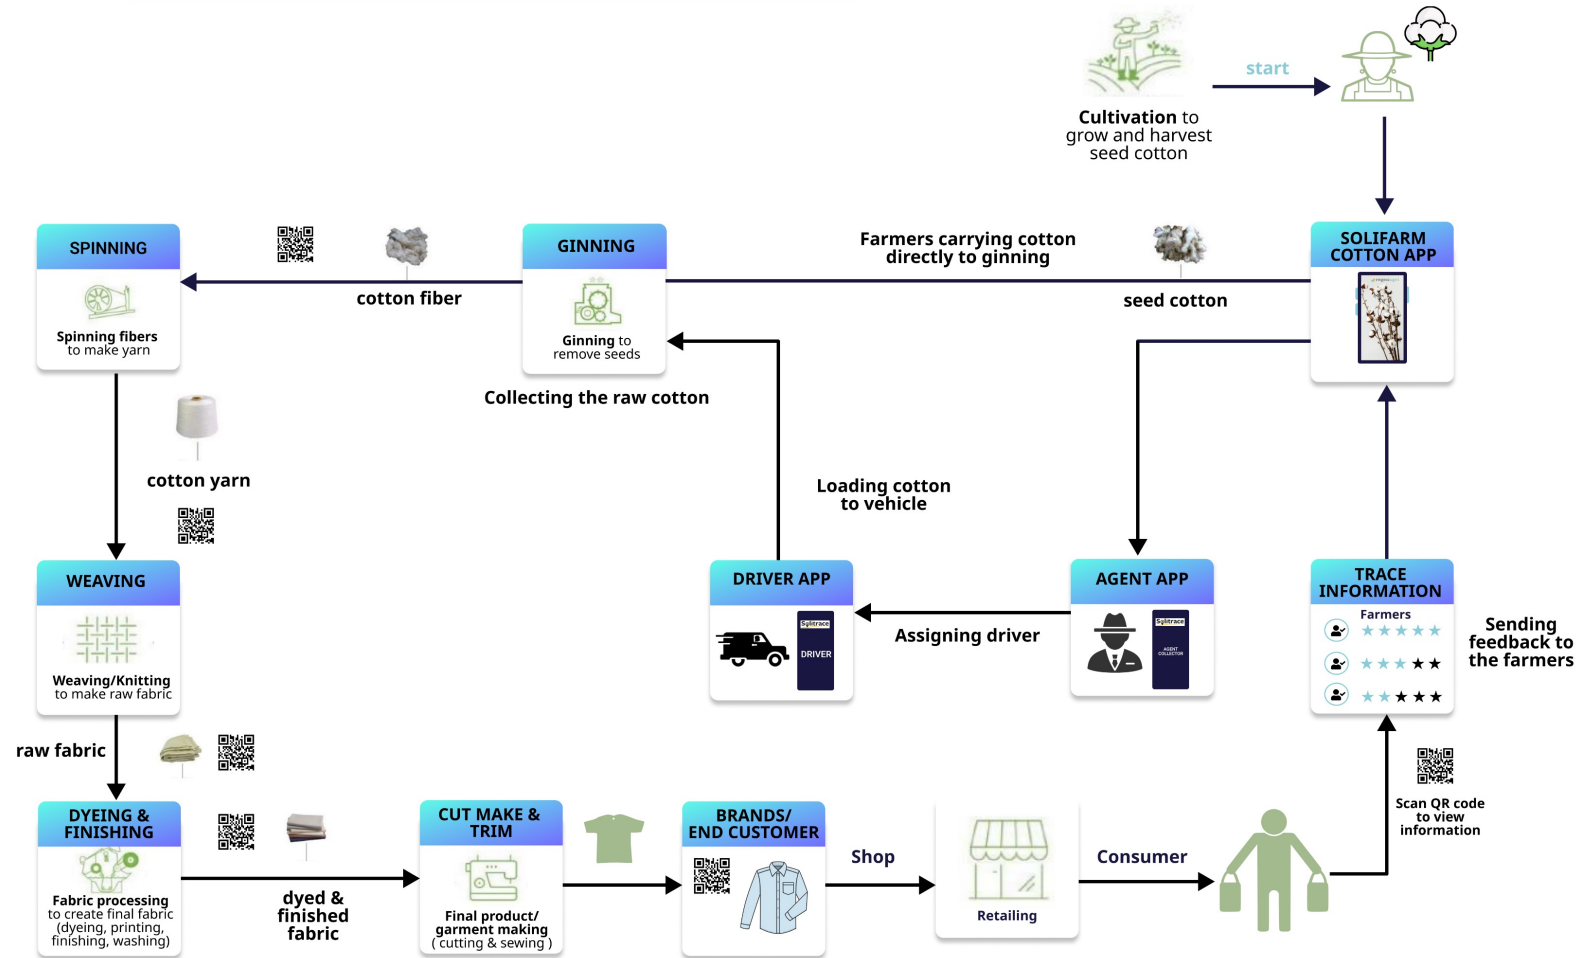 start
Cultivation to
grow and harvest
seed cotton
SPINNING
Spinning fibers
to make yarn
cotton fiber
GINNING
Ginning to
remove seeds
Farmers carrying cotton
directly to ginning
seed cotton
SOLIFARM
COTTON APP
Collecting the raw cotton
cotton yarn
Loading cotton
to vehicle
WEAVING
Weaving/Knitting
to make raw fabric
DRIVER APP
Solitrace
DRIVER
Assigning driver
AGENT APP
Solitrace
AGENT
COLLECTOR
TRACE
INFORMATION
Farmers
Sending
feedback to
the farmers
raw fabric
DYEING &
FINISHING
Fabric processing
to create final fabric
(dyeing, printing,
finishing, washing)
dyed &
finished
fabric
CUT MAKE &
TRIM
Final product/
garment making
( cutting & sewing )
BRANDS/
END CUSTOMER
Shop
Retailing
Consumer
Scan QR code
to view
information